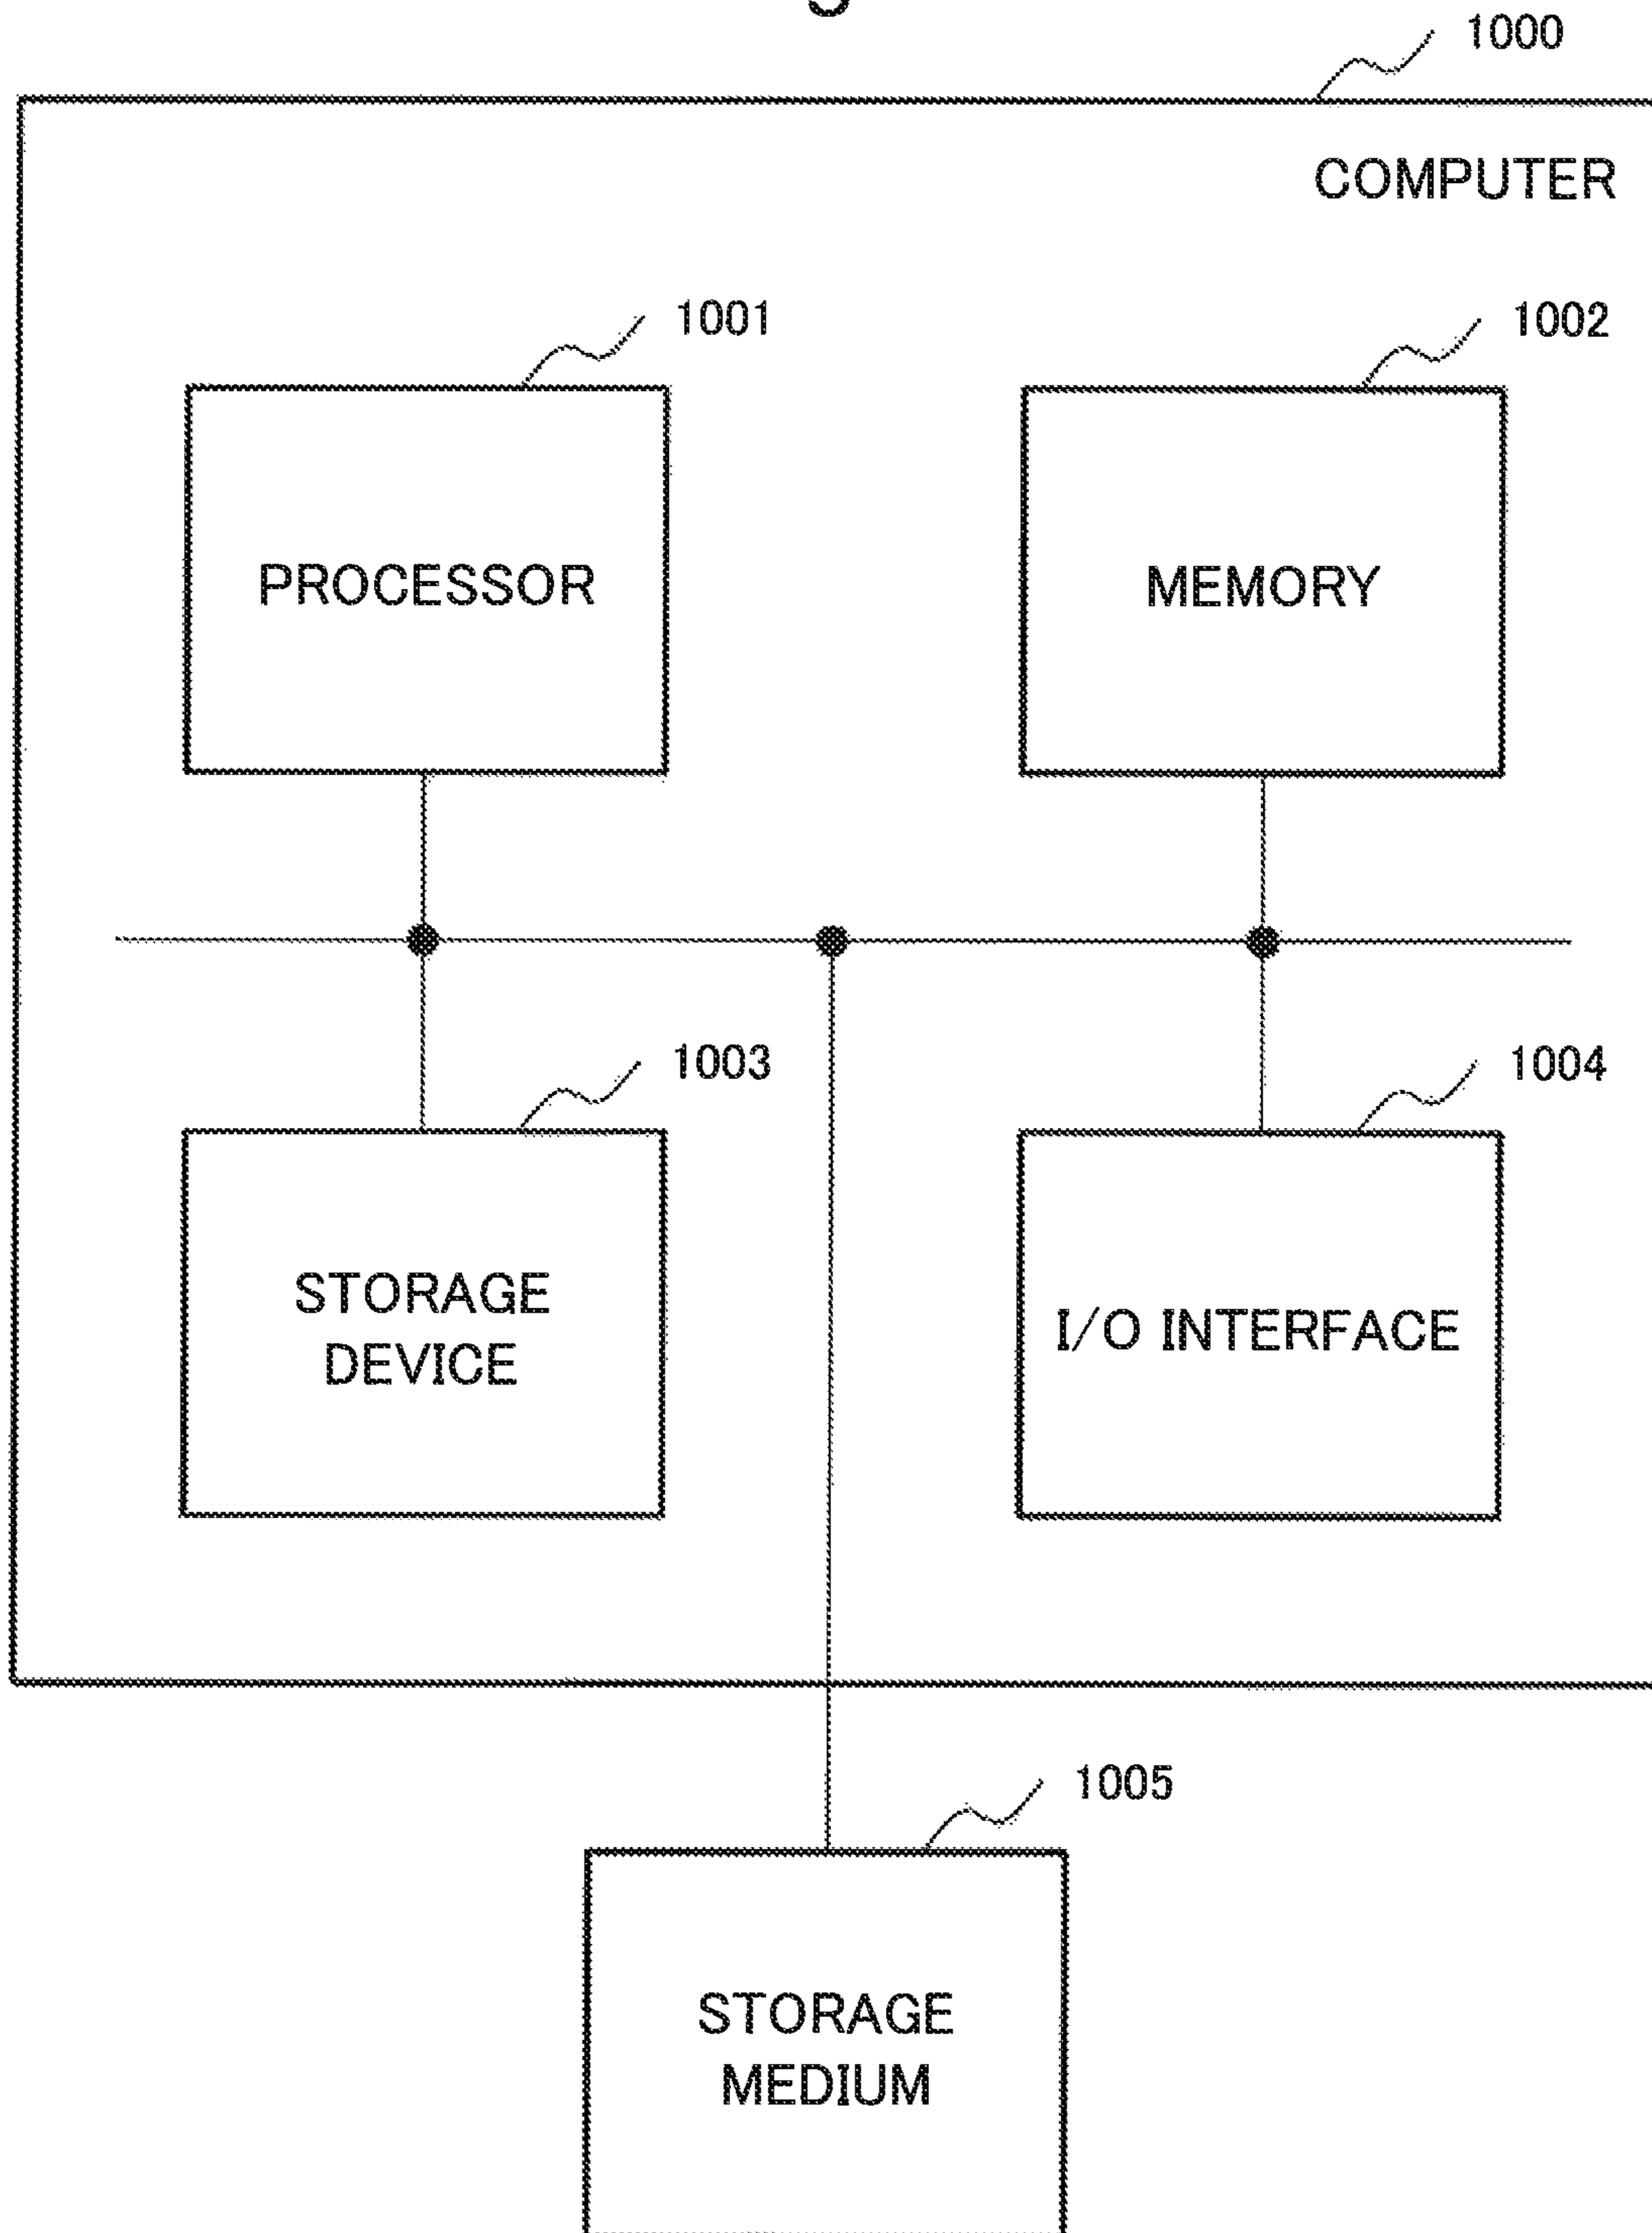 1000
COMPUTER
1001
1002
PROCESSOR
MEMORY
1003
1004
STORAGE
DEVICE
I/O INTERFACE
1005
STORAGE
MEDIUM